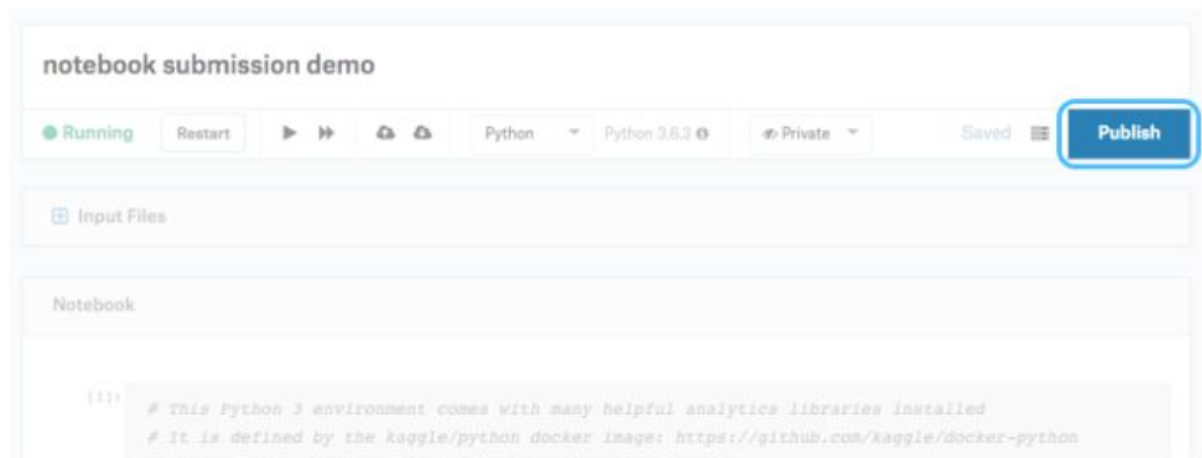 notebook submission demo
Running Restart Python Python 3.6.3 Private Saved Publish
Input Files
Notebook
[1]:
# This Python 3 environment comes with many helpful analytics libraries installed
# It is defined by the kaggle/python docker image: https://github.com/kaggle/docker-python